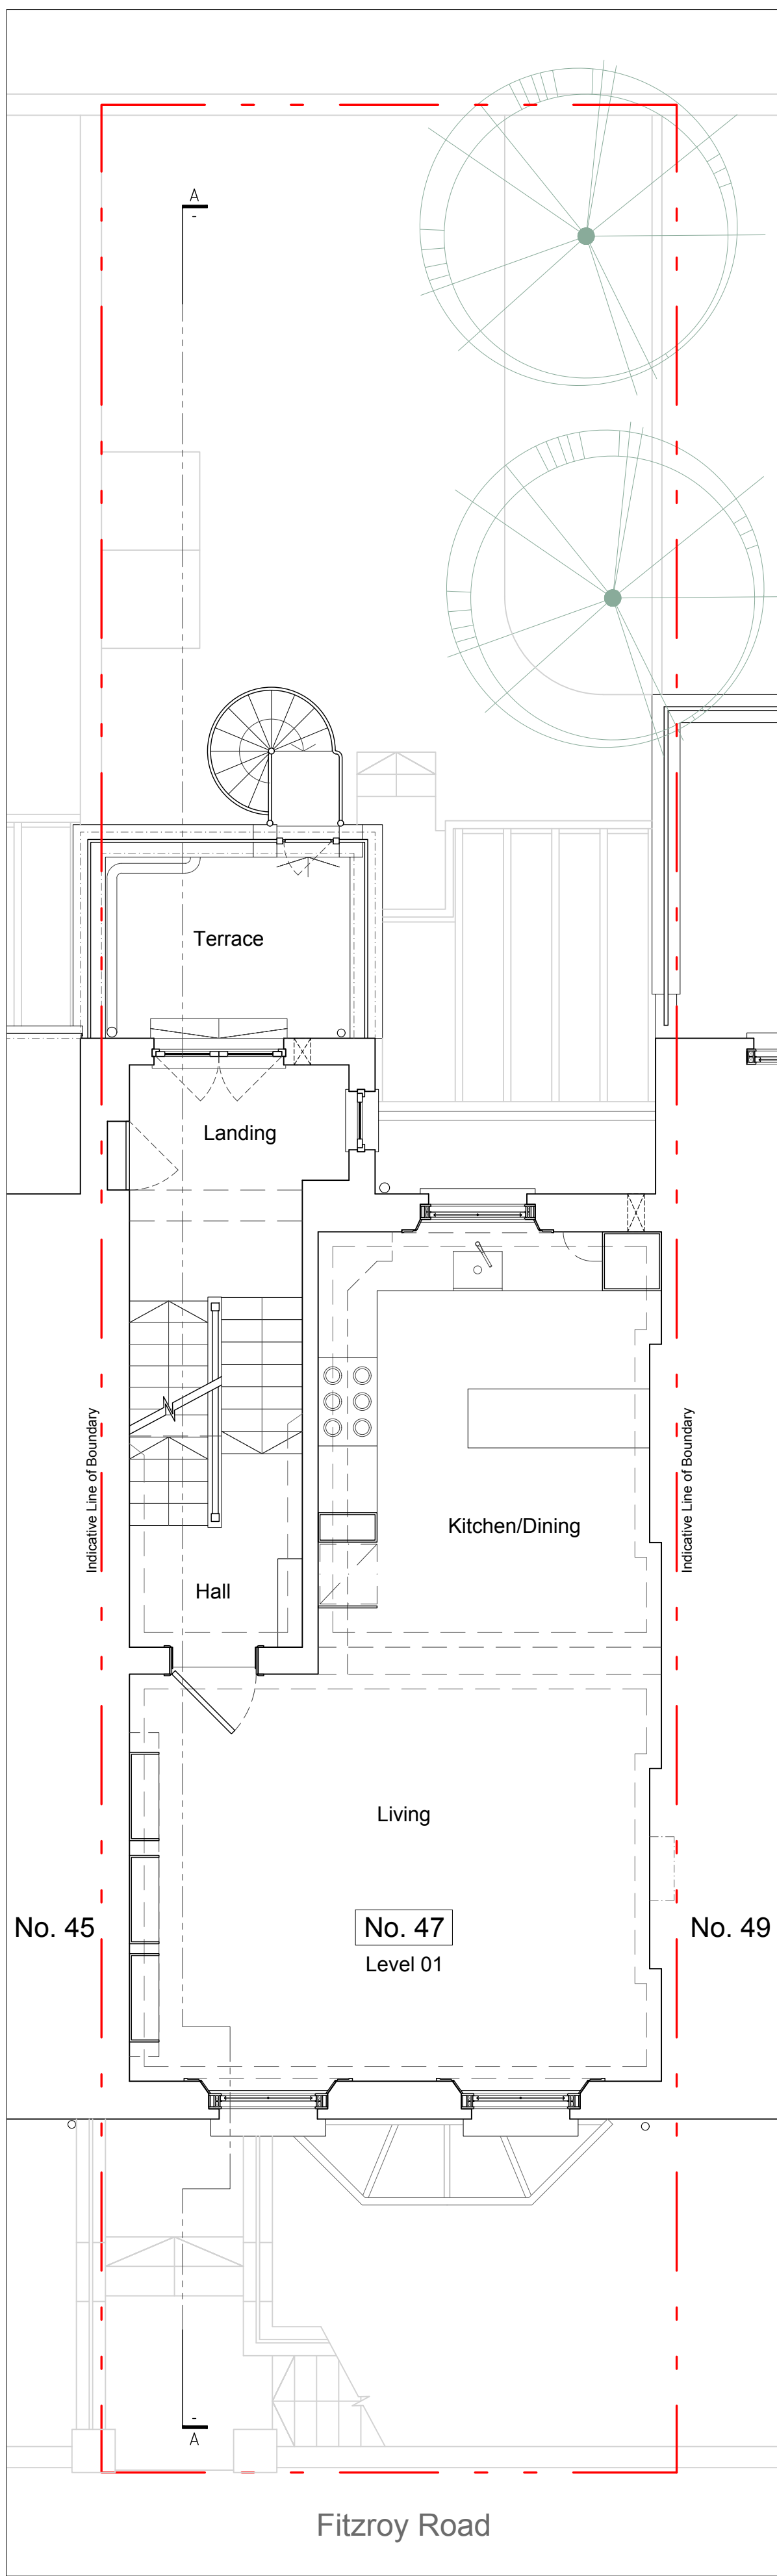 A
-
Terrace
Landing
Indicative Line of Boundary
Indicative Line of Boundary
Kitchen/Dining
Hall
Living
No. 45
No. 47
No. 49
Level 01
-
A
Fitzroy Road